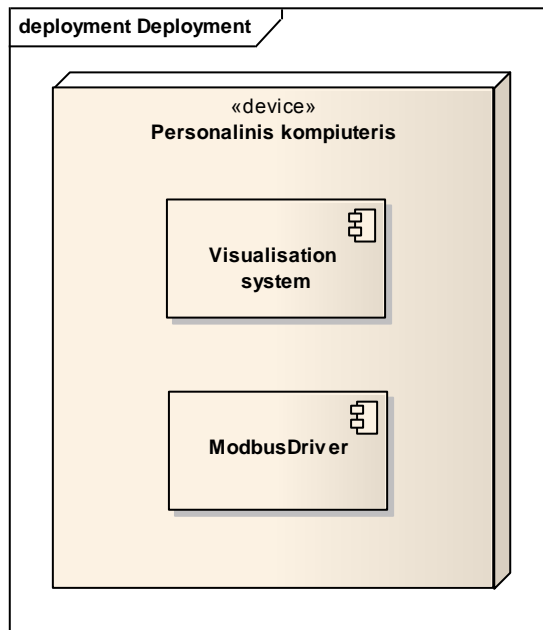 deployment Deployment
«device»
Personalinis kompiuteris
Visualisation
system
ModbusDriver